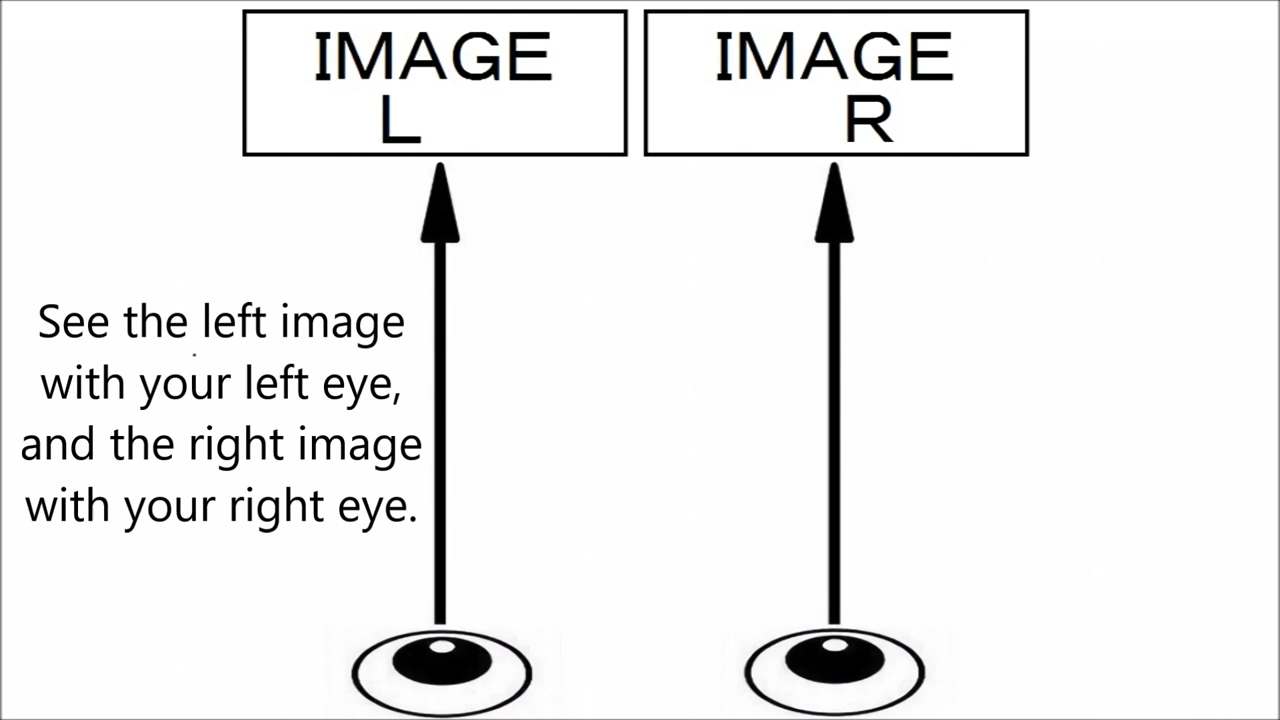 IMAGE
L
IMAGE
R
See the left image
with your left eye,
and the right image
with your right eye.